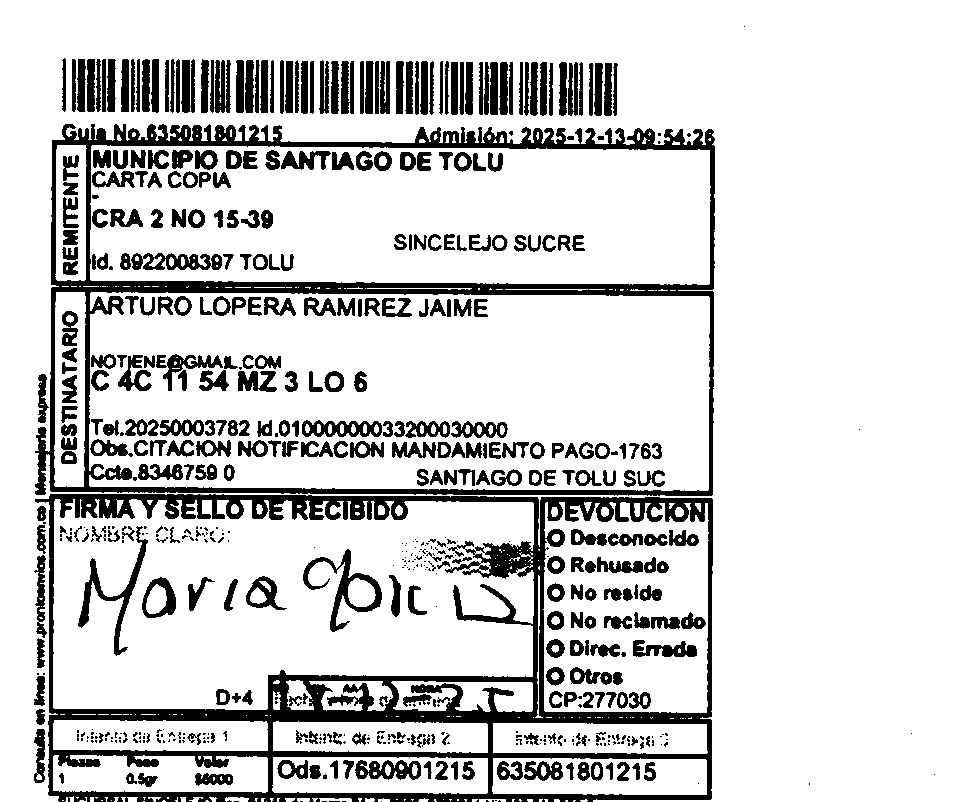 Guia No.635081801215 Admisión: 2025-12-13-09:54:26
REMITENTE
MUNICIPIO DE SANTIAGO DE TOLU
CARTA COPIA
-
CRA 2 NO 15-39
SINCELEJO SUCRE
Id. 8922008397 TOLU
DESTINATARIO
ARTURO LOPERA RAMIREZ JAIME
NOTIENE@GMAIL.COM
C 4C 11 54 MZ 3 LO 6
Tel.20250003782 Id.01000000033200030000
Obs.CITACION NOTIFICACION MANDAMIENTO PAGO-1763
Ccte.8346759 0 SANTIAGO DE TOLU SUC
Consulta en linea: www.prontoenvios.com.co | Mensajeria express
FIRMA Y SELLO DE RECIBIDO
NOMBRE CLARO:
Maria
D+4
DEVOLUCION
Desconocido
Rehusado
No reside
No reclamado
Direc. Errada
Otros
CP:277030
Intento de Entrega 1 Intento de Entrega 2 Intento de Entrega 3
Piezas Peso Valor
1 0.5gr $6000
Ods.17680901215 635081801215